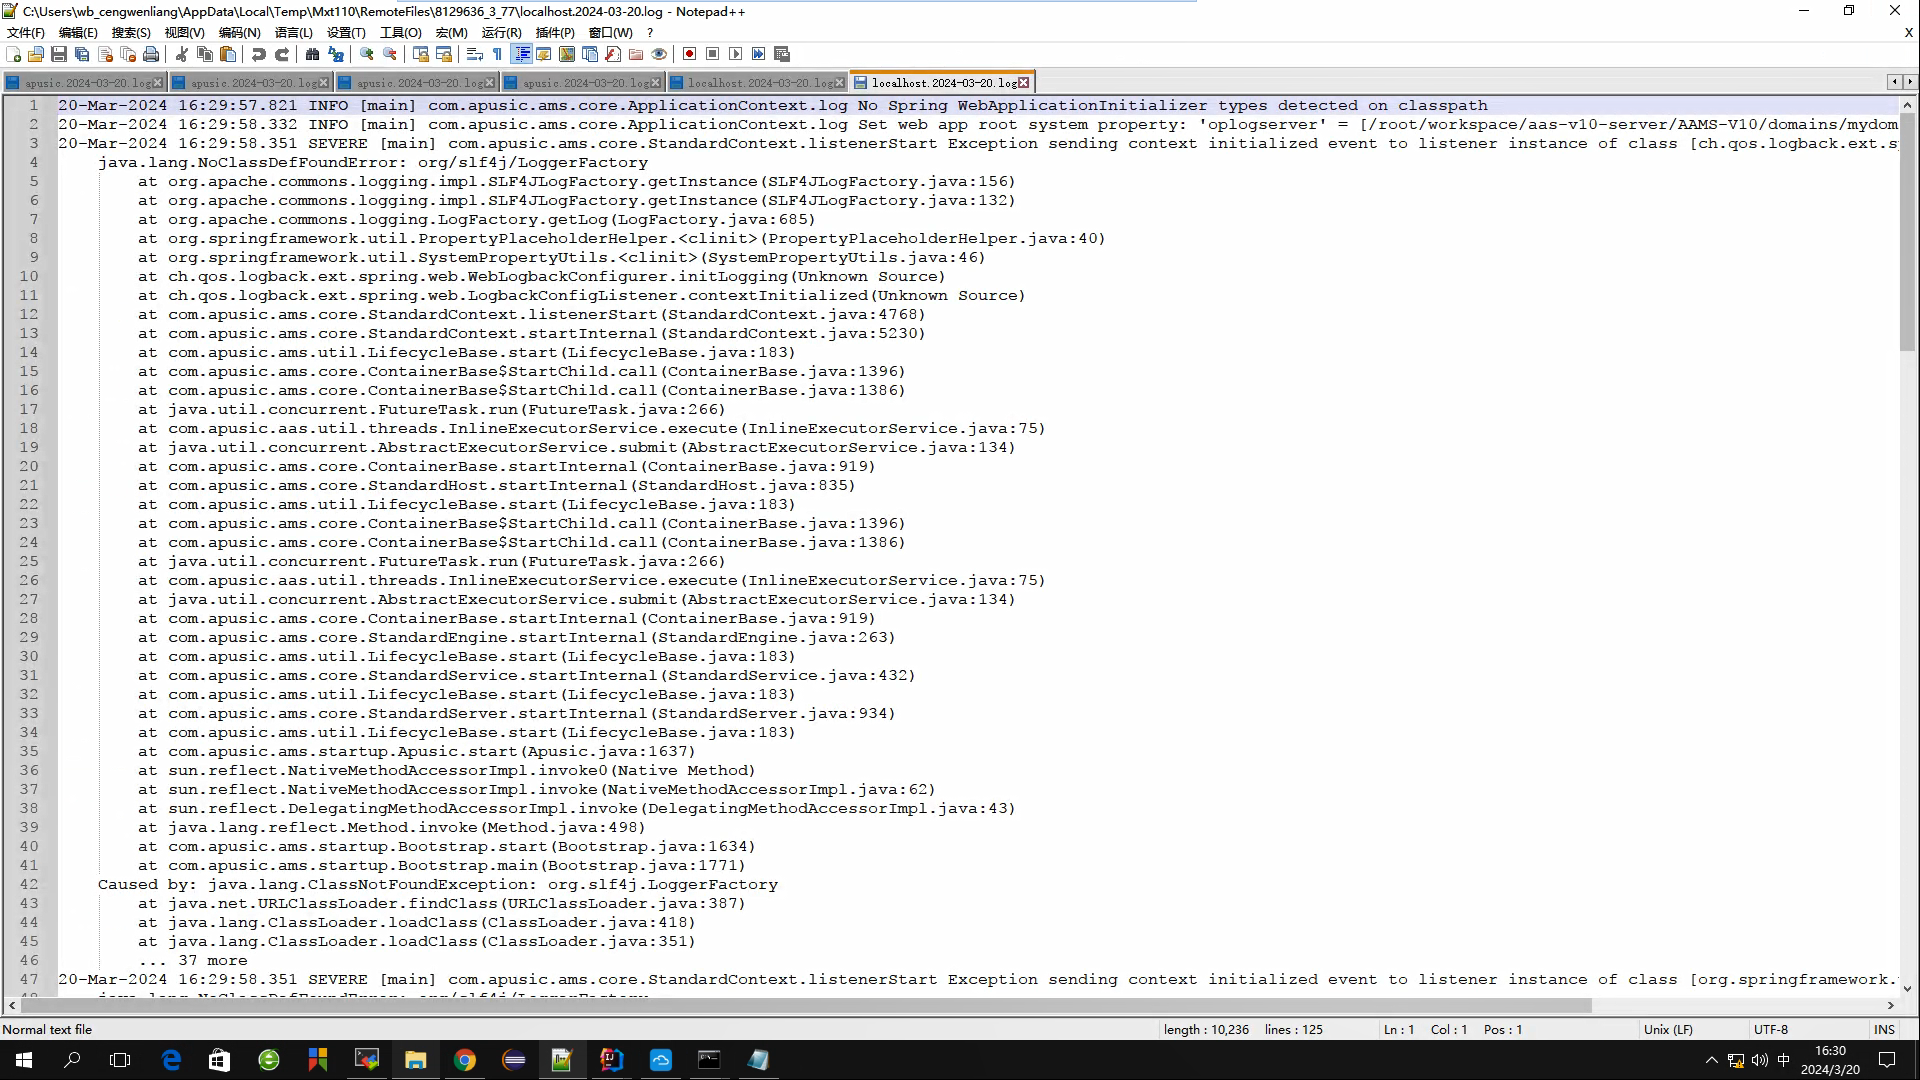 C:\Users\wb_cengwenliang\AppData\Local\Temp\Mxt110\RemoteFiles\8129636_3_77\localhost.2024-03-20.log - Notepad++
文件(F) 编辑(E) 搜索(S) 视图(V) 编码(N) 语言(L) 设置(T) 工具(O) 宏(M) 运行(R) 插件(P) 窗口(W) ? X
apusic.2024-03-20.log apusic.2024-03-20.log apusic.2024-03-20.log apusic.2024-03-20.log localhost.2024-03-20.log localhost.2024-03-20.log
1 20-Mar-2024 16:29:57.821 INFO [main] com.apusic.ams.core.ApplicationContext.log No Spring WebApplicationInitializer types detected on classpath
2 20-Mar-2024 16:29:58.332 INFO [main] com.apusic.ams.core.ApplicationContext.log Set web app root system property: 'oplogserver' = [/root/workspace/aas-v10-server/AAMS-V10/domains/mydom
3 20-Mar-2024 16:29:58.351 SEVERE [main] com.apusic.ams.core.StandardContext.listenerStart Exception sending context initialized event to listener instance of class [ch.qos.logback.ext.s
4 java.lang.NoClassDefFoundError: org/slf4j/LoggerFactory
5 at org.apache.commons.logging.impl.SLF4JLogFactory.getInstance(SLF4JLogFactory.java:156)
6 at org.apache.commons.logging.impl.SLF4JLogFactory.getInstance(SLF4JLogFactory.java:132)
7 at org.apache.commons.logging.LogFactory.getLog(LogFactory.java:685)
8 at org.springframework.util.PropertyPlaceholderHelper.<clinit>(PropertyPlaceholderHelper.java:40)
9 at org.springframework.util.SystemPropertyUtils.<clinit>(SystemPropertyUtils.java:46)
10 at ch.qos.logback.ext.spring.web.WebLogbackConfigurer.initLogging(Unknown Source)
11 at ch.qos.logback.ext.spring.web.LogbackConfigListener.contextInitialized(Unknown Source)
12 at com.apusic.ams.core.StandardContext.listenerStart(StandardContext.java:4768)
13 at com.apusic.ams.core.StandardContext.startInternal(StandardContext.java:5230)
14 at com.apusic.ams.util.LifecycleBase.start(LifecycleBase.java:183)
15 at com.apusic.ams.core.ContainerBase$StartChild.call(ContainerBase.java:1396)
16 at com.apusic.ams.core.ContainerBase$StartChild.call(ContainerBase.java:1386)
17 at java.util.concurrent.FutureTask.run(FutureTask.java:266)
18 at com.apusic.aas.util.threads.InlineExecutorService.execute(InlineExecutorService.java:75)
19 at java.util.concurrent.AbstractExecutorService.submit(AbstractExecutorService.java:134)
20 at com.apusic.ams.core.ContainerBase.startInternal(ContainerBase.java:919)
21 at com.apusic.ams.core.StandardHost.startInternal(StandardHost.java:835)
22 at com.apusic.ams.util.LifecycleBase.start(LifecycleBase.java:183)
23 at com.apusic.ams.core.ContainerBase$StartChild.call(ContainerBase.java:1396)
24 at com.apusic.ams.core.ContainerBase$StartChild.call(ContainerBase.java:1386)
25 at java.util.concurrent.FutureTask.run(FutureTask.java:266)
26 at com.apusic.aas.util.threads.InlineExecutorService.execute(InlineExecutorService.java:75)
27 at java.util.concurrent.AbstractExecutorService.submit(AbstractExecutorService.java:134)
28 at com.apusic.ams.core.ContainerBase.startInternal(ContainerBase.java:919)
29 at com.apusic.ams.core.StandardEngine.startInternal(StandardEngine.java:263)
30 at com.apusic.ams.util.LifecycleBase.start(LifecycleBase.java:183)
31 at com.apusic.ams.core.StandardService.startInternal(StandardService.java:432)
32 at com.apusic.ams.util.LifecycleBase.start(LifecycleBase.java:183)
33 at com.apusic.ams.core.StandardServer.startInternal(StandardServer.java:934)
34 at com.apusic.ams.util.LifecycleBase.start(LifecycleBase.java:183)
35 at com.apusic.ams.startup.Apusic.start(Apusic.java:1637)
36 at sun.reflect.NativeMethodAccessorImpl.invoke0(Native Method)
37 at sun.reflect.NativeMethodAccessorImpl.invoke(NativeMethodAccessorImpl.java:62)
38 at sun.reflect.DelegatingMethodAccessorImpl.invoke(DelegatingMethodAccessorImpl.java:43)
39 at java.lang.reflect.Method.invoke(Method.java:498)
40 at com.apusic.ams.startup.Bootstrap.start(Bootstrap.java:1634)
41 at com.apusic.ams.startup.Bootstrap.main(Bootstrap.java:1771)
42 Caused by: java.lang.ClassNotFoundException: org.slf4j.LoggerFactory
43 at java.net.URLClassLoader.findClass(URLClassLoader.java:387)
44 at java.lang.ClassLoader.loadClass(ClassLoader.java:418)
45 at java.lang.ClassLoader.loadClass(ClassLoader.java:351)
46 ... 37 more
47 20-Mar-2024 16:29:58.351 SEVERE [main] com.apusic.ams.core.StandardContext.listenerStart Exception sending context initialized event to listener instance of class [org.springframework.
48 java.lang.NoClassDefFoundError: org/slf4j/LoggerFactory
Normal text file length : 10,236 lines : 125 Ln : 1 Col : 1 Pos : 1 Unix (LF) UTF-8 INS
中 16:30
2024/3/20